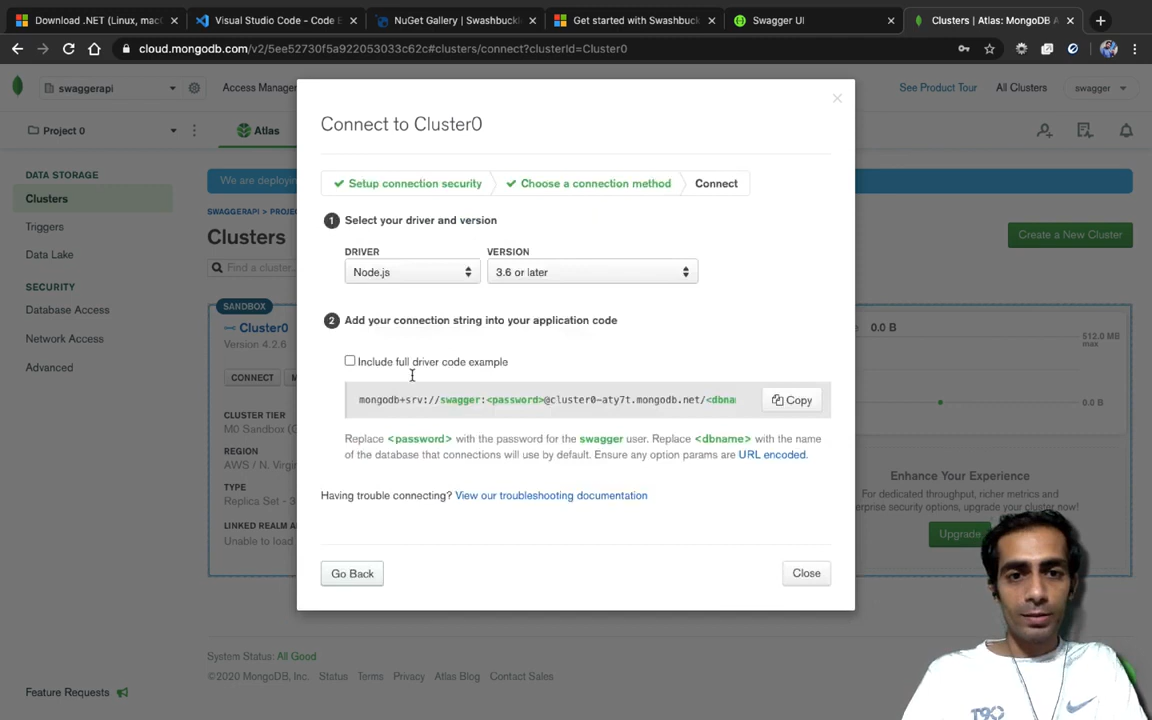 Download .NET (Linux, mac
Visual Studio Code - Code E
NuGet Gallery | Swashbuckl
Get started with Swashbuck
Swagger UI
Clusters | Atlas: MongoDB A
cloud.mongodb.com/v2/5ee52730f5a922053033c62c#clusters/connect?clusterId=Cluster0
swaggerapi
Access Manager
See Product Tour
All Clusters
swagger
Project 0
Atlas
DATA STORAGE
Clusters
Triggers
Data Lake
SECURITY
Database Access
Network Access
Advanced
Feature Requests
We are deployin
SWAGGERAPI > PROJEC
Clusters
Find a cluster..
Create a New Cluster
SANDBOX
Cluster0
Version 4.2.6
CONNECT
M
CLUSTER TIER
M0 Sandbox (G
REGION
AWS / N. Virgir
TYPE
Replica Set - 3
LINKED REALM A
Unable to load
Connect to Cluster0
Setup connection security
Choose a connection method
Connect
1 Select your driver and version
DRIVER
VERSION
Node.js
3.6 or later
2 Add your connection string into your application code
Include full driver code example
mongodb+srv://swagger:<password>@cluster0-aty7t.mongodb.net/<dbnam
Copy
Replace <password> with the password for the swagger user. Replace <dbname> with the name
of the database that connections will use by default. Ensure any option params are URL encoded.
Having trouble connecting? View our troubleshooting documentation
Go Back
Close
0.0 B
512.0 MB
max
0.0 B
Enhance Your Experience
For dedicated throughput, richer metrics and
erprise security options, upgrade your cluster now!
Upgrade
System Status: All Good
©2020 MongoDB, Inc.
Status
Terms
Privacy
Atlas Blog
Contact Sales